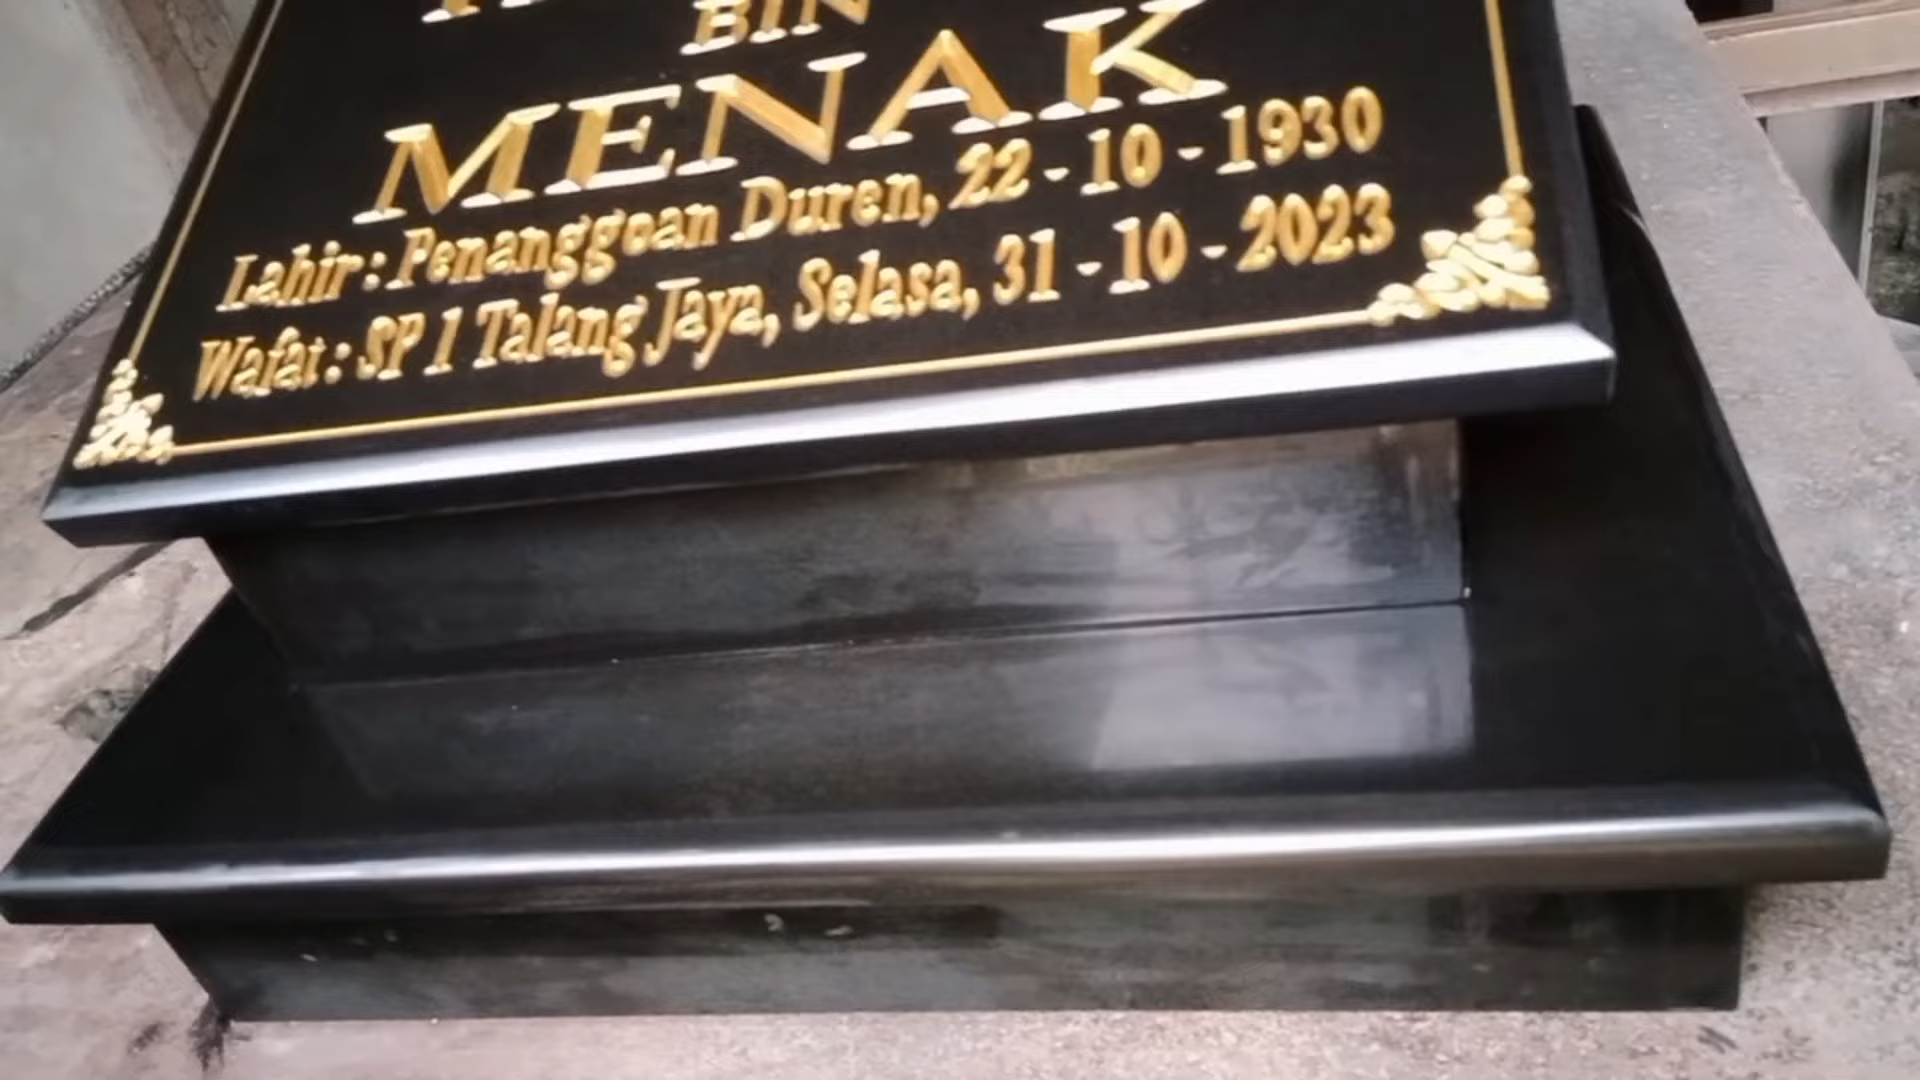 BIN
MENAK
Lahir : Penanggoan Duren, 22 - 10 - 1930
Wafat : SP 1 Talang Jaya, Selasa, 31 - 10 - 2023